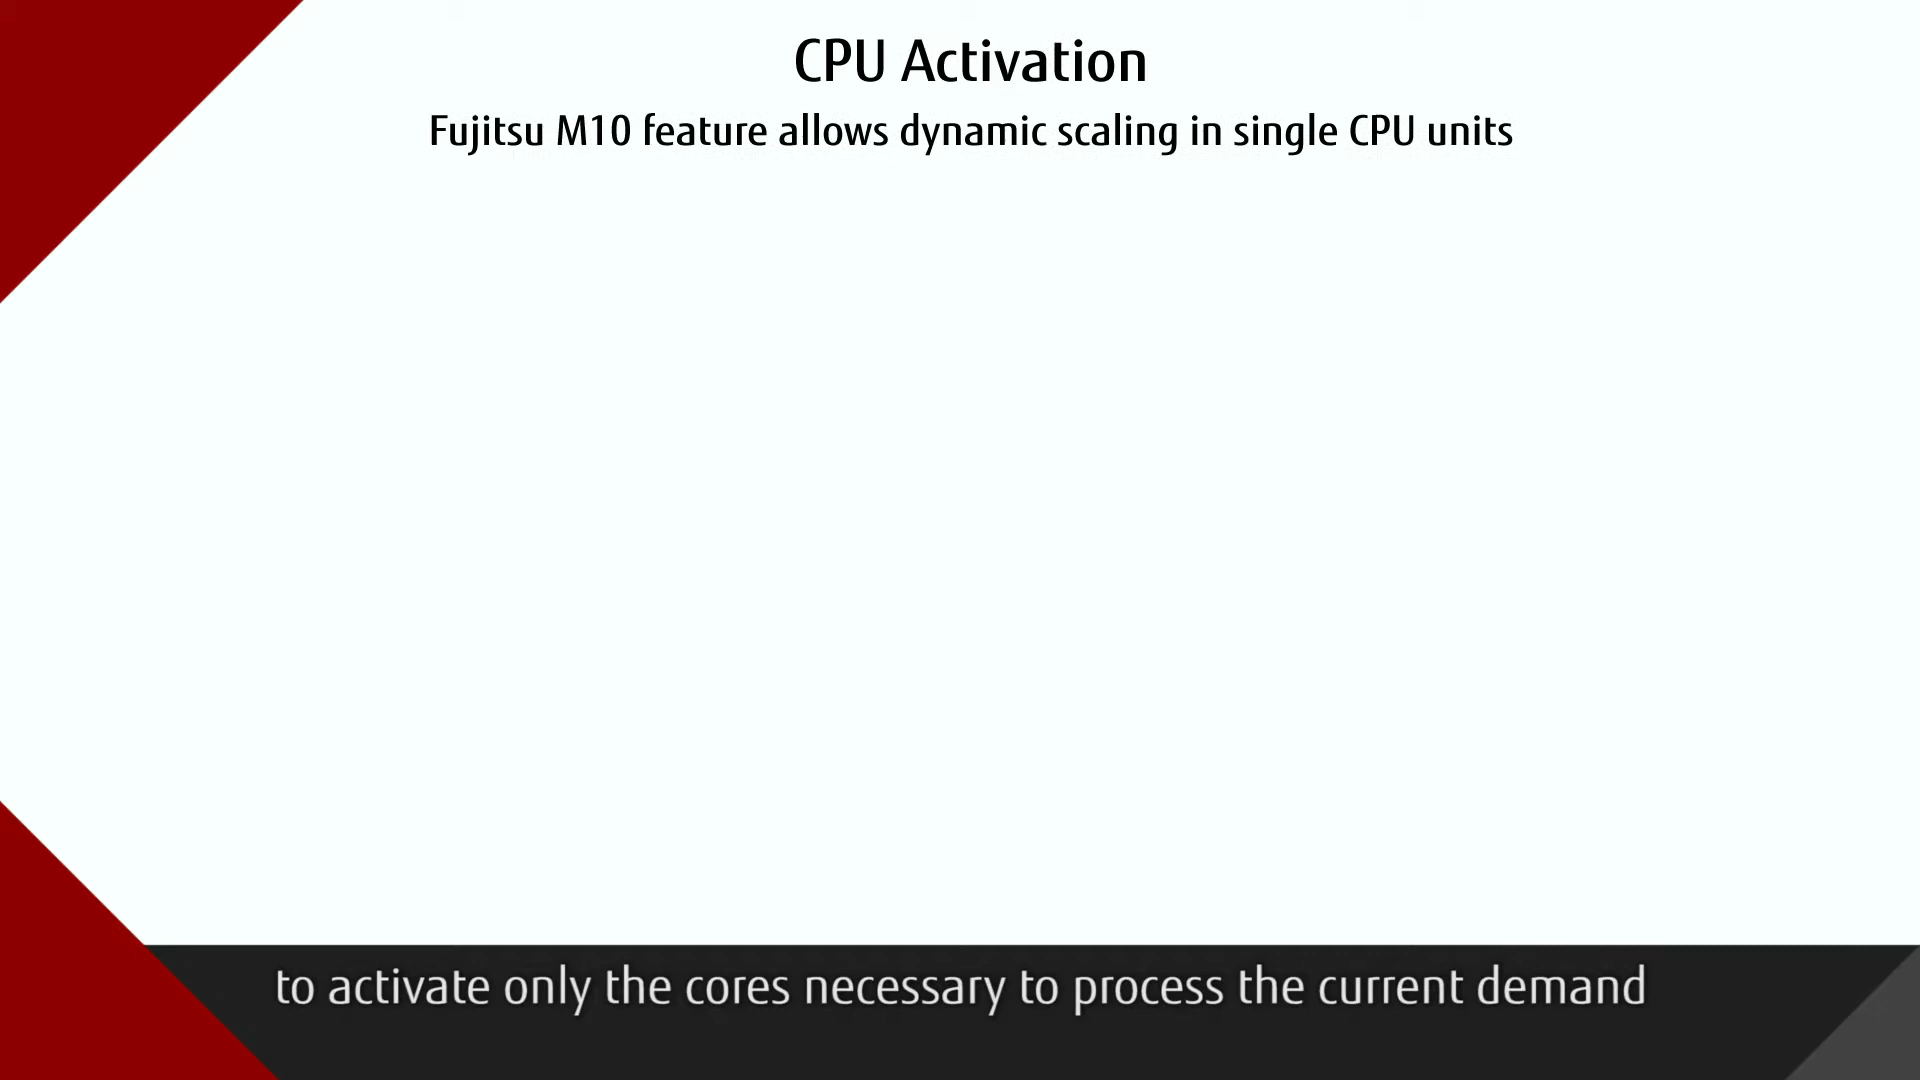 CPU Activation
Fujitsu M10 feature allows dynamic scaling in single CPU units
to activate only the cores necessary to process the current demand